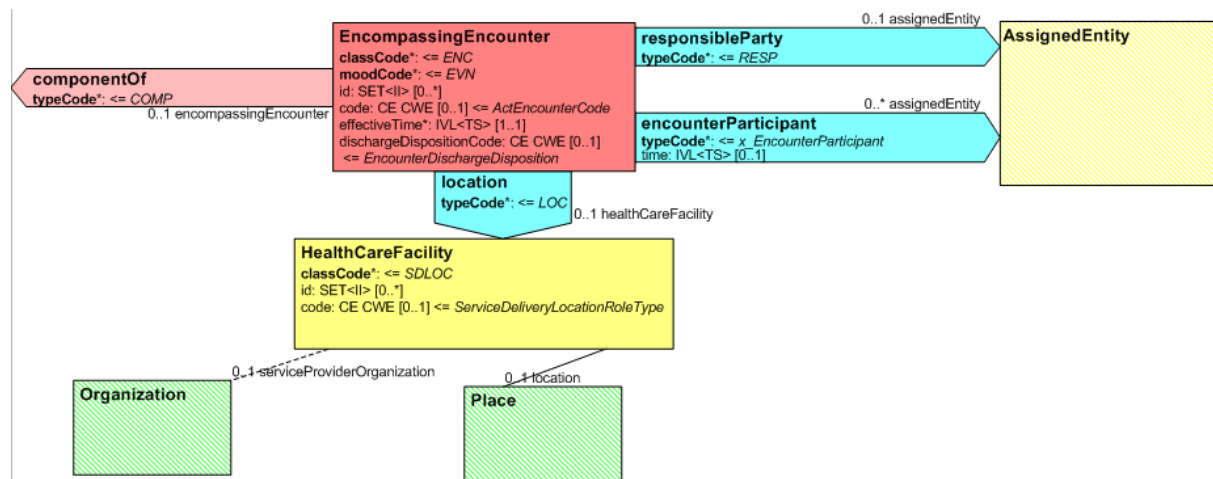 componentOf
typeCode*: <= COMP
0..1 encompassingEncounter
EncompassingEncounter
classCode*: <= ENC
moodCode*: <= EVN
id: SET<II> [0..*]
code: CE CWE [0..1] <= ActEncounterCode
effectiveTime*: IVL<TS> [1..1]
dischargeDispositionCode: CE CWE [0..1]
<= EncounterDischargeDisposition
0..1 assignedEntity
responsibleParty
typeCode*: <= RESP
0..* assignedEntity
encounterParticipant
typeCode*: <= x_EncounterParticipant
time: IVL<TS> [0..1]
AssignedEntity
location
typeCode*: <= LOC
0..1 healthCareFacility
HealthCareFacility
classCode*: <= SDLOC
id: SET<II> [0..*]
code: CE CWE [0..1] <= ServiceDeliveryLocationRoleType
0..1 serviceProviderOrganization
Organization
0..1 location
Place